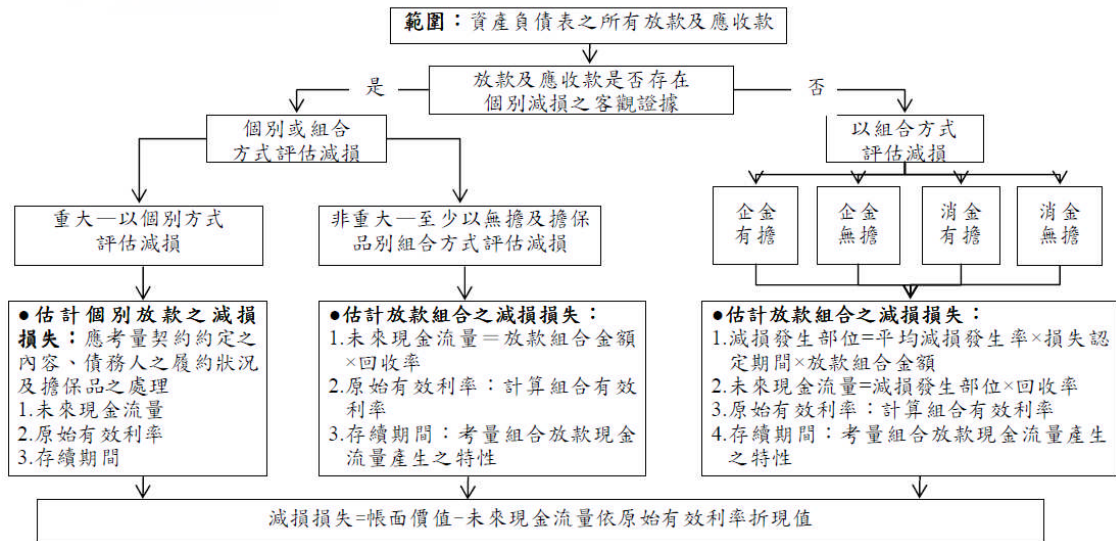 範圍：資產負債表之所有放款及應收款
放款及應收款是否存在
個別減損之客觀證據
是
否
個別或組合
方式評估減損
以組合方式
評估減損
重大—以個別方式
評估減損
非重大—至少以無擔及擔保
品別組合方式評估減損
企金
有擔
企金
無擔
消金
有擔
消金
無擔
●估計個別放款之減損
損失：應考量契約約定之
內容、債務人之履約狀況
及擔保品之處理
1.未來現金流量
2.原始有效利率
3.存續期間
●估計放款組合之減損損失：
1.未來現金流量＝放款組合金額
×回收率
2.原始有效利率：計算組合有效
利率
3.存續期間：考量組合放款現金
流量產生之特性
●估計放款組合之減損損失：
1.減損發生部位=平均減損發生率×損失認
定期間×放款組合金額
2.未來現金流量=減損發生部位×回收率
3.原始有效利率：計算組合有效利率
4.存續期間：考量組合放款現金流量產生
之特性
減損損失=帳面價值-未來現金流量依原始有效利率折現值